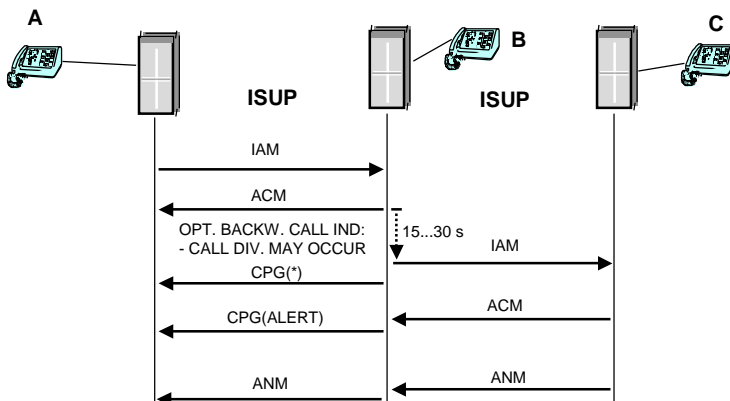 A
B
C
ISUP
ISUP
IAM
ACM
OPT. BACKW. CALL IND:
- CALL DIV. MAY OCCUR
15...30 s
IAM
CPG(*)
ACM
CPG(ALERT)
ANM
ANM